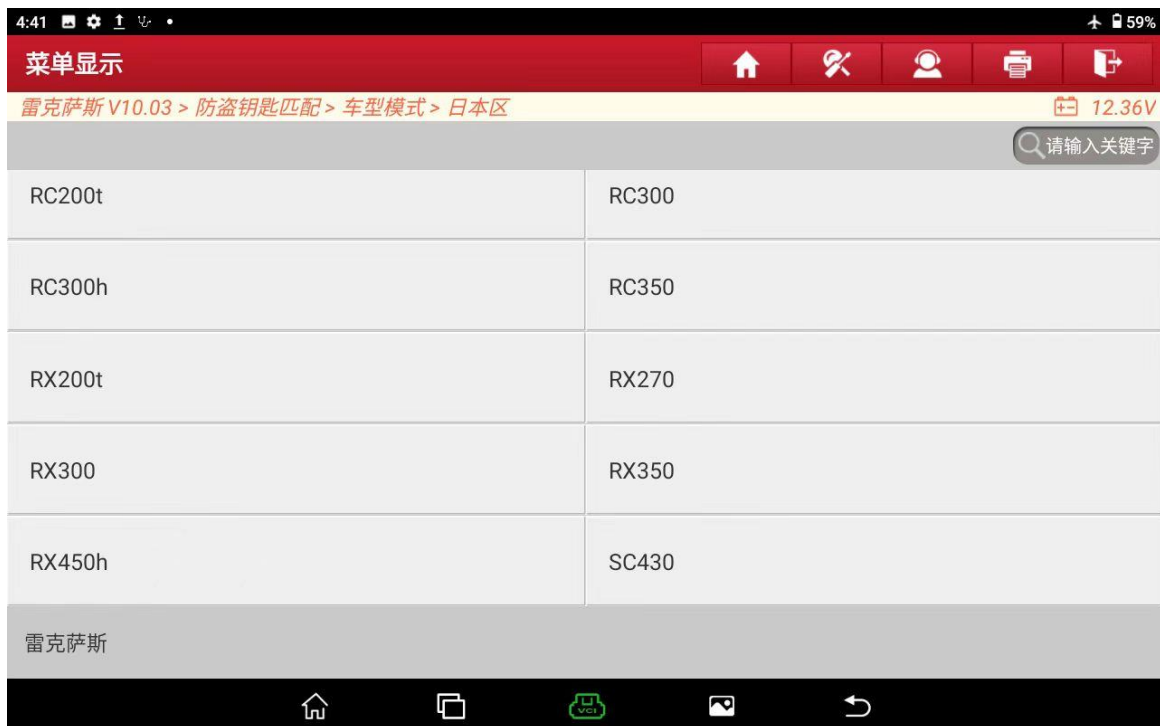 4:41 59%
菜单显示
雷克萨斯 V10.03 > 防盗钥匙匹配 > 车型模式 > 日本区 12.36V
请输入关键字
RC200t RC300
RC300h RC350
RX200t RX270
RX300 RX350
RX450h SC430
雷克萨斯
VCI